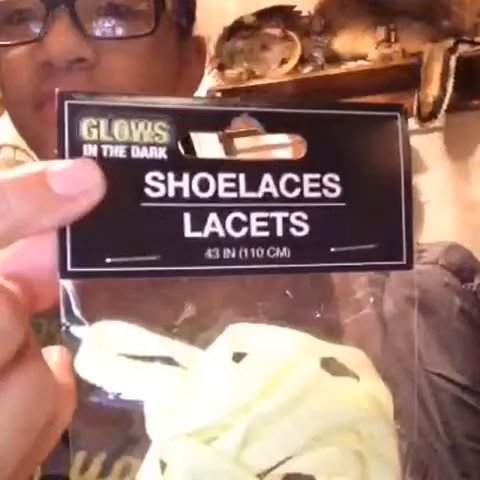 GLOWS
IN THE DARK
SHOELACES
LACETS
43 IN (110 CM)